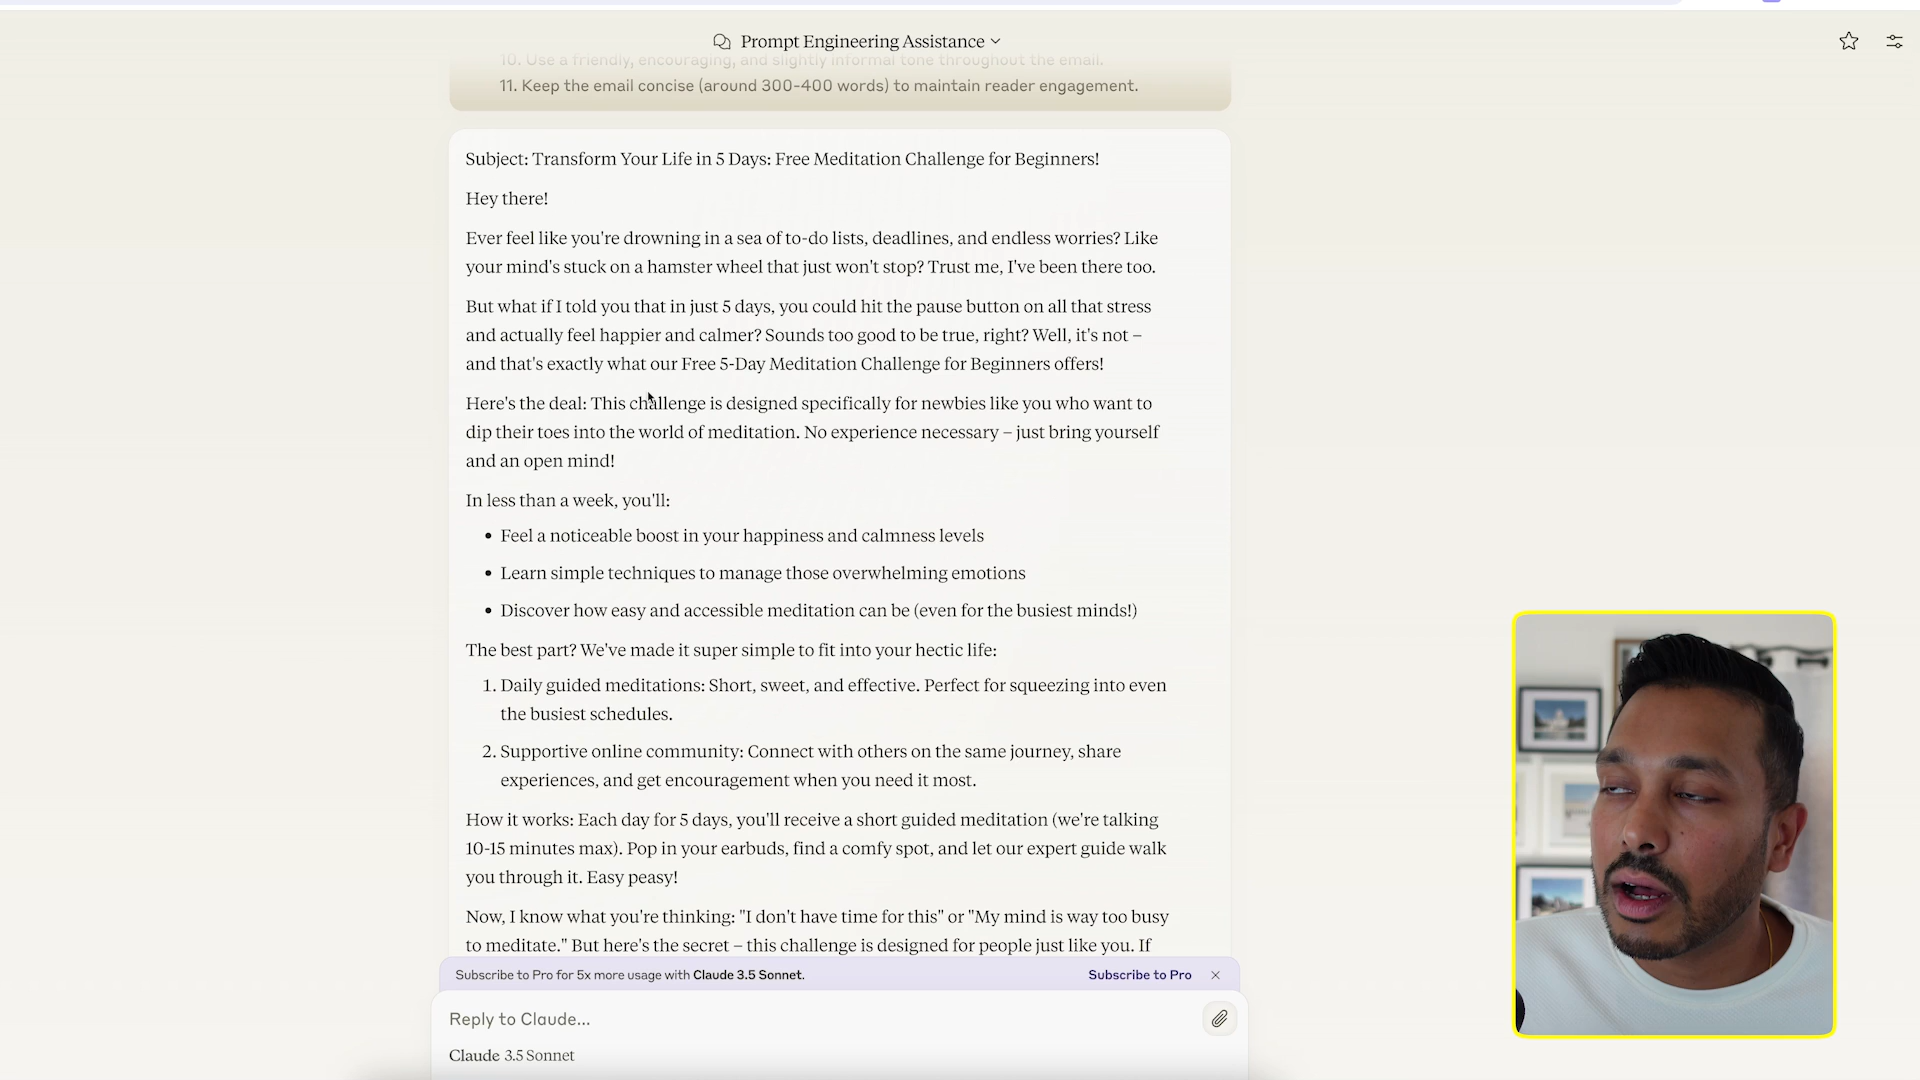 Prompt Engineering Assistance
10. Use a friendly, encouraging, and slightly informal tone throughout the email.
11. Keep the email concise (around 300-400 words) to maintain reader engagement.
Subject: Transform Your Life in 5 Days: Free Meditation Challenge for Beginners!
Hey there!
Ever feel like you're drowning in a sea of to-do lists, deadlines, and endless worries? Like
your mind's stuck on a hamster wheel that just won't stop? Trust me, I've been there too.
But what if I told you that in just 5 days, you could hit the pause button on all that stress
and actually feel happier and calmer? Sounds too good to be true, right? Well, it's not –
and that's exactly what our Free 5-Day Meditation Challenge for Beginners offers!
Here's the deal: This challenge is designed specifically for newbies like you who want to
dip their toes into the world of meditation. No experience necessary – just bring yourself
and an open mind!
In less than a week, you'll:
• Feel a noticeable boost in your happiness and calmness levels
• Learn simple techniques to manage those overwhelming emotions
• Discover how easy and accessible meditation can be (even for the busiest minds!)
The best part? We've made it super simple to fit into your hectic life:
1. Daily guided meditations: Short, sweet, and effective. Perfect for squeezing into even
the busiest schedules.
2. Supportive online community: Connect with others on the same journey, share
experiences, and get encouragement when you need it most.
How it works: Each day for 5 days, you'll receive a short guided meditation (we're talking
10-15 minutes max). Pop in your earbuds, find a comfy spot, and let our expert guide walk
you through it. Easy peasy!
Now, I know what you're thinking: "I don't have time for this" or "My mind is way too busy
to meditate." But here's the secret – this challenge is designed for people just like you. If
Subscribe to Pro for 5x more usage with Claude 3.5 Sonnet.
Subscribe to Pro
Reply to Claude...
Claude 3.5 Sonnet